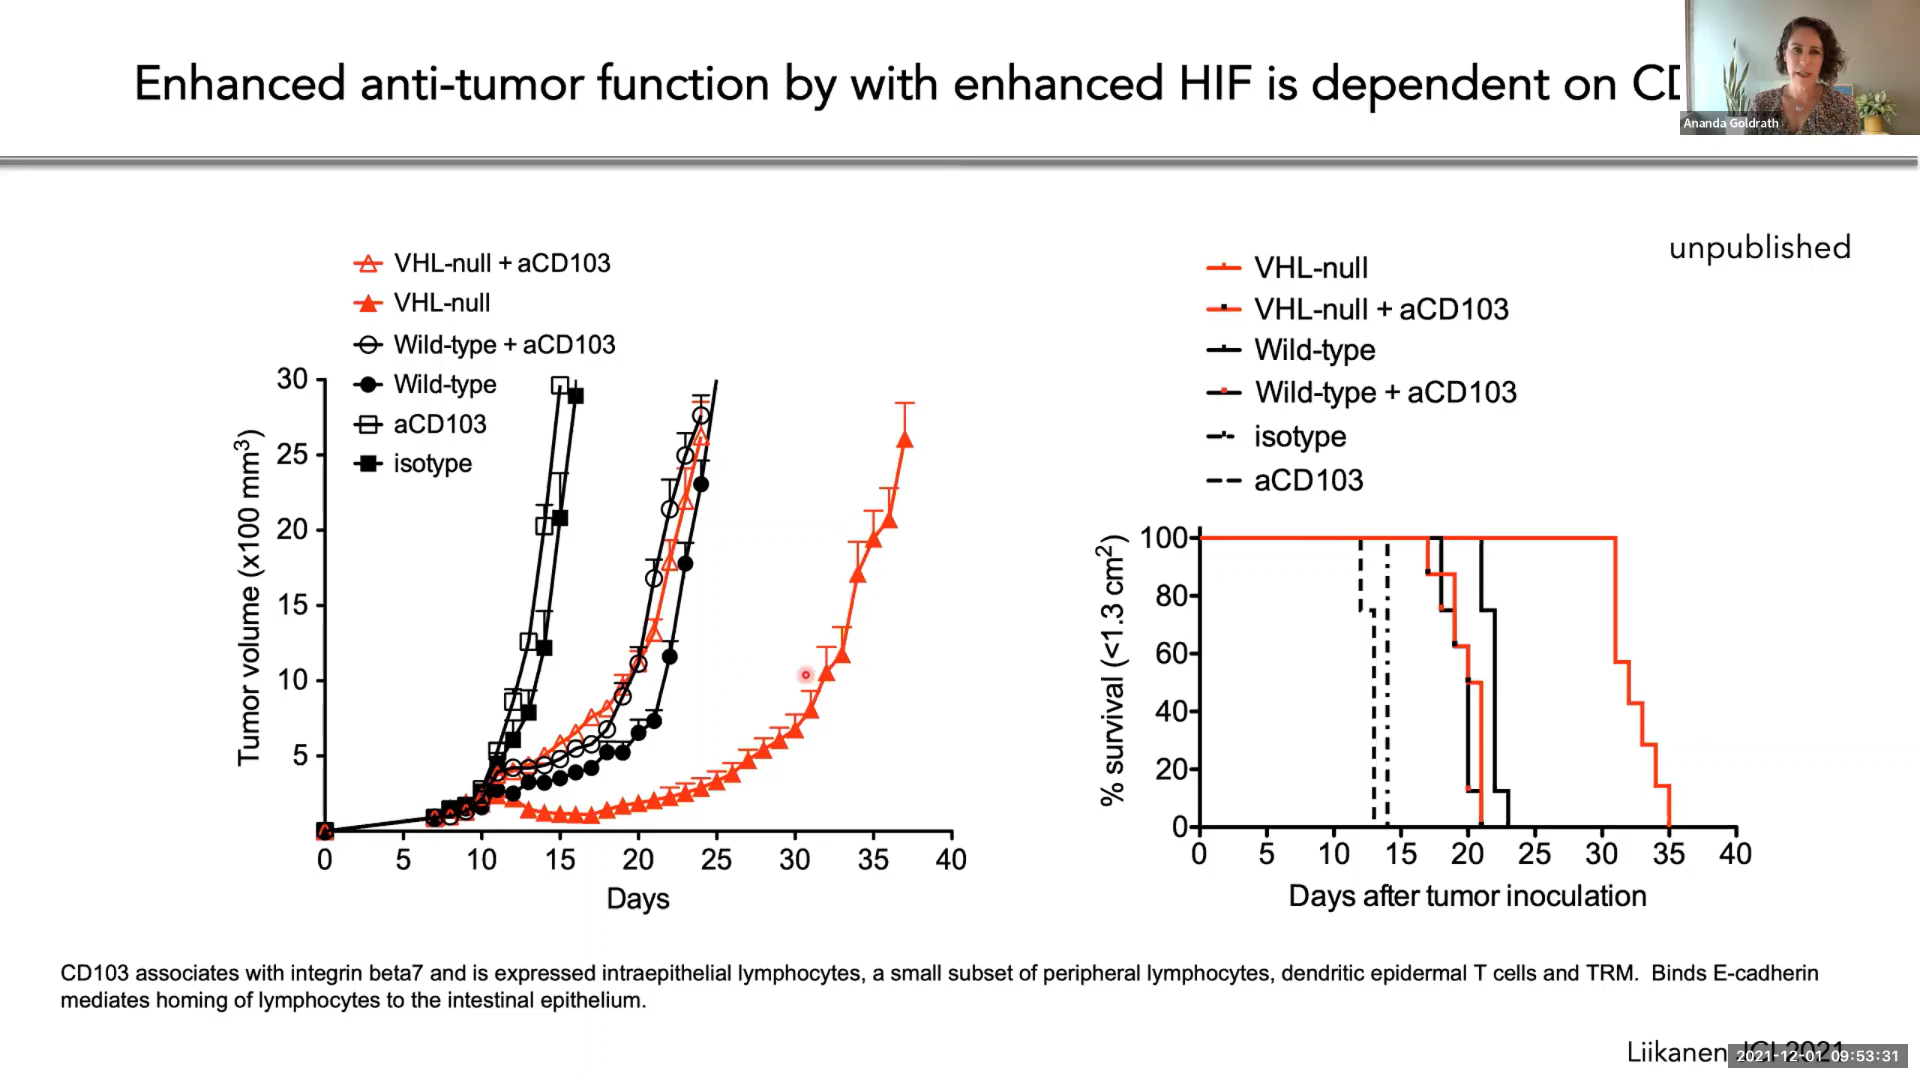 Enhanced anti-tumor function by with enhanced HIF is dependent on CD
Ananda Goldrath
unpublished
VHL-null + aCD103
VHL-null
Wild-type + aCD103
Wild-type
aCD103
isotype
Tumor volume (x100 mm³)
30
25
20
15
10
5
0 5 10 15 20 25 30 35 40
Days
VHL-null
VHL-null + aCD103
Wild-type
Wild-type + aCD103
isotype
aCD103
% survival (<1.3 cm²)
100
80
60
40
20
0
0 5 10 15 20 25 30 35 40
Days after tumor inoculation
CD103 associates with integrin beta7 and is expressed intraepithelial lymphocytes, a small subset of peripheral lymphocytes, dendritic epidermal T cells and TRM. Binds E-cadherin
mediates homing of lymphocytes to the intestinal epithelium.
Liikanen JCI 2021
2021-12-01 09:53:31